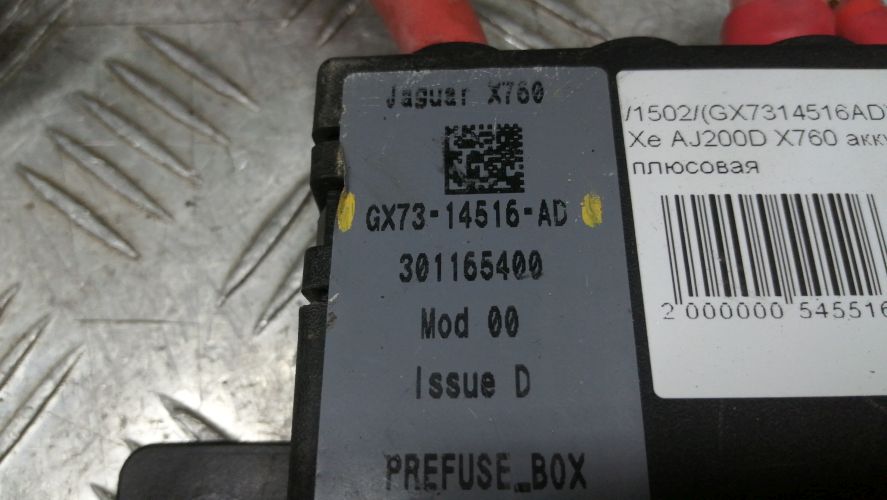 Jaguar X760
GX73-14516-AD
301165400
Mod 00
Issue D
PREFUSE_BOX
/1502/(GX7314516AD)
Xe AJ200D X760
плюсовая
2 000000 545516